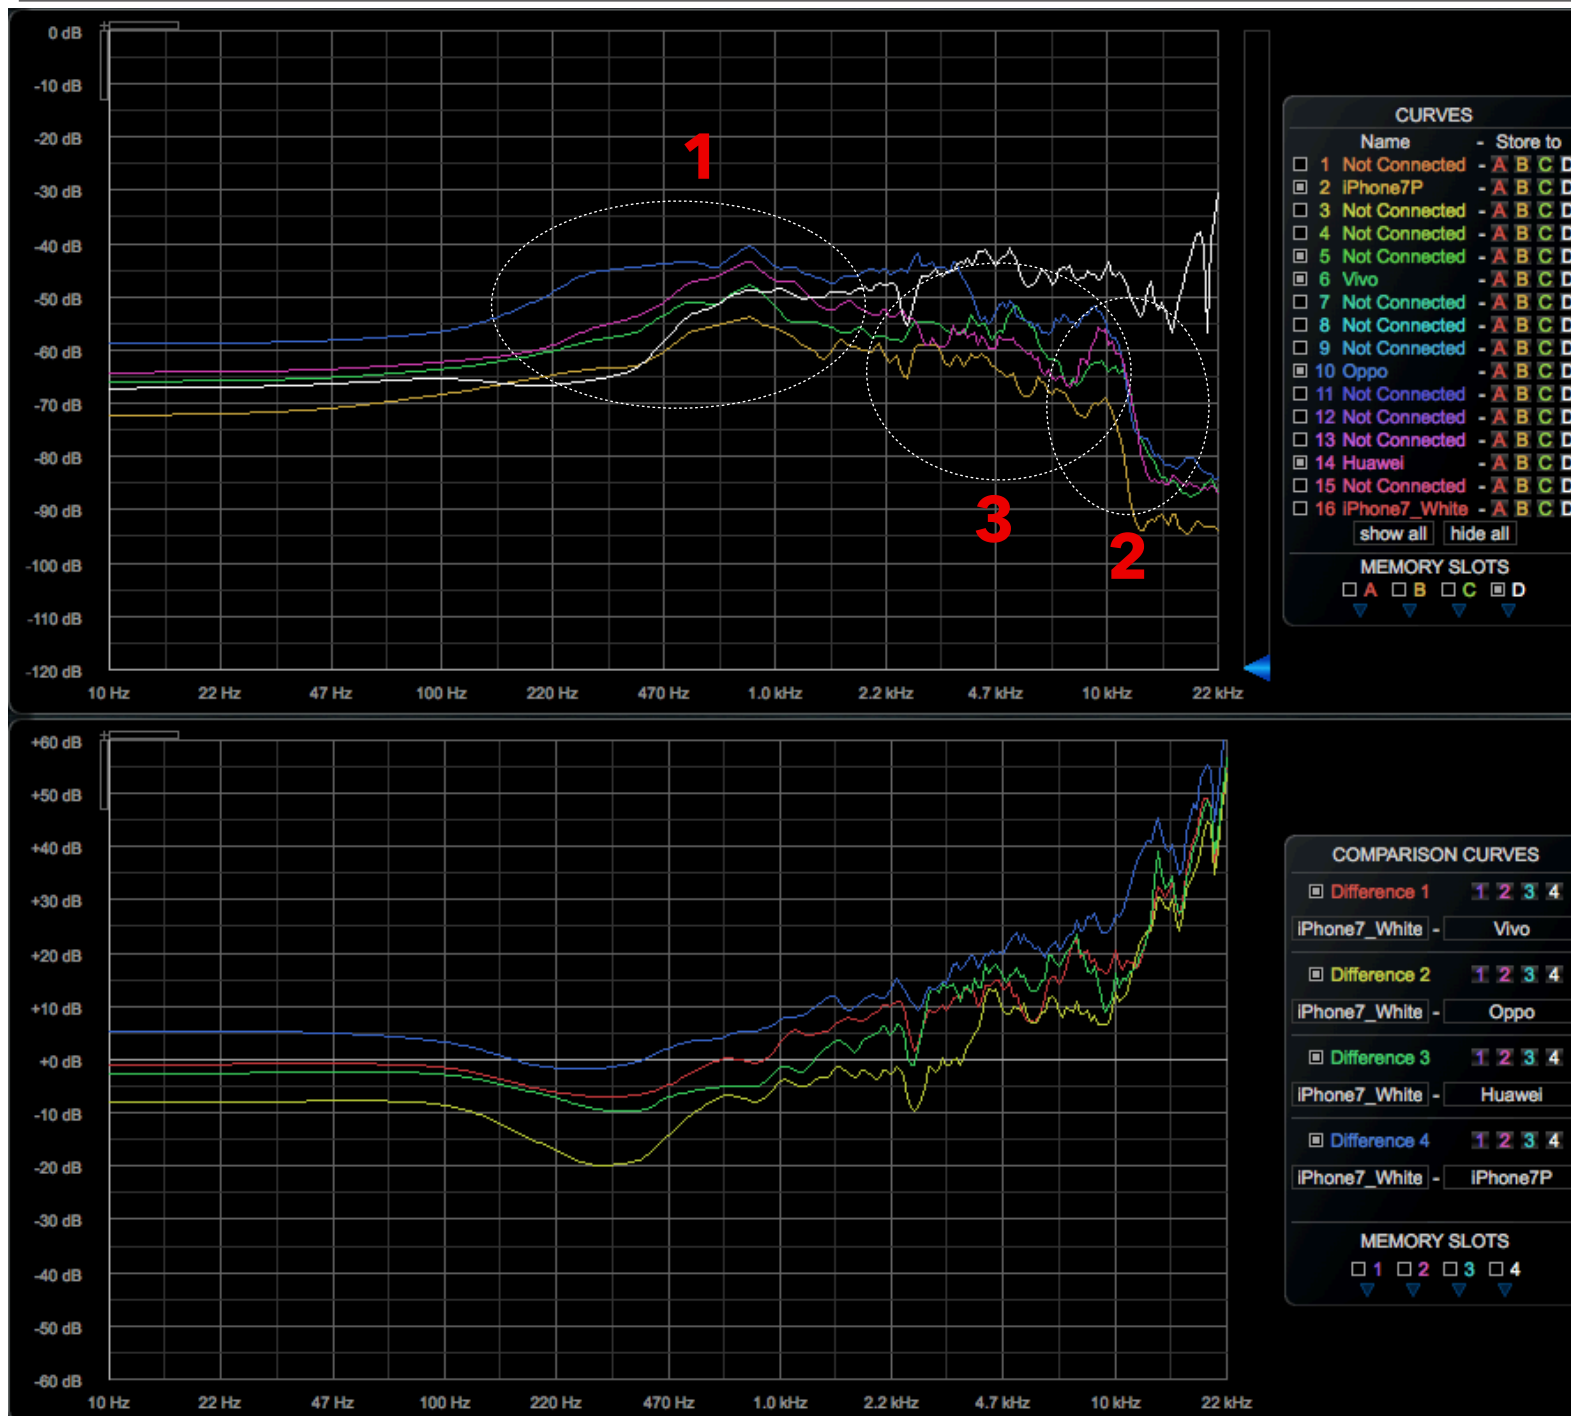 0 dB
-10 dB
-20 dB
-30 dB
-40 dB
-50 dB
-60 dB
-70 dB
-80 dB
-90 dB
-100 dB
-110 dB
-120 dB
10 Hz 22 Hz 47 Hz 100 Hz 220 Hz 470 Hz 1.0 kHz 2.2 kHz 4.7 kHz 10 kHz 22 kHz
1
3
2
CURVES
Name - Store to
1 Not Connected - A B C D
2 iPhone7P - A B C D
3 Not Connected - A B C D
4 Not Connected - A B C D
5 Not Connected - A B C D
6 Vivo - A B C D
7 Not Connected - A B C D
8 Not Connected - A B C D
9 Not Connected - A B C D
10 Oppo - A B C D
11 Not Connected - A B C D
12 Not Connected - A B C D
13 Not Connected - A B C D
14 Huawei - A B C D
15 Not Connected - A B C D
16 iPhone7_White - A B C D
show all hide all
MEMORY SLOTS
A B C D
+60 dB
+50 dB
+40 dB
+30 dB
+20 dB
+10 dB
+0 dB
-10 dB
-20 dB
-30 dB
-40 dB
-50 dB
-60 dB
10 Hz 22 Hz 47 Hz 100 Hz 220 Hz 470 Hz 1.0 kHz 2.2 kHz 4.7 kHz 10 kHz 22 kHz
COMPARISON CURVES
Difference 1 1 2 3 4
iPhone7_White - Vivo
Difference 2 1 2 3 4
iPhone7_White - Oppo
Difference 3 1 2 3 4
iPhone7_White - Huawei
Difference 4 1 2 3 4
iPhone7_White - iPhone7P
MEMORY SLOTS
1 2 3 4